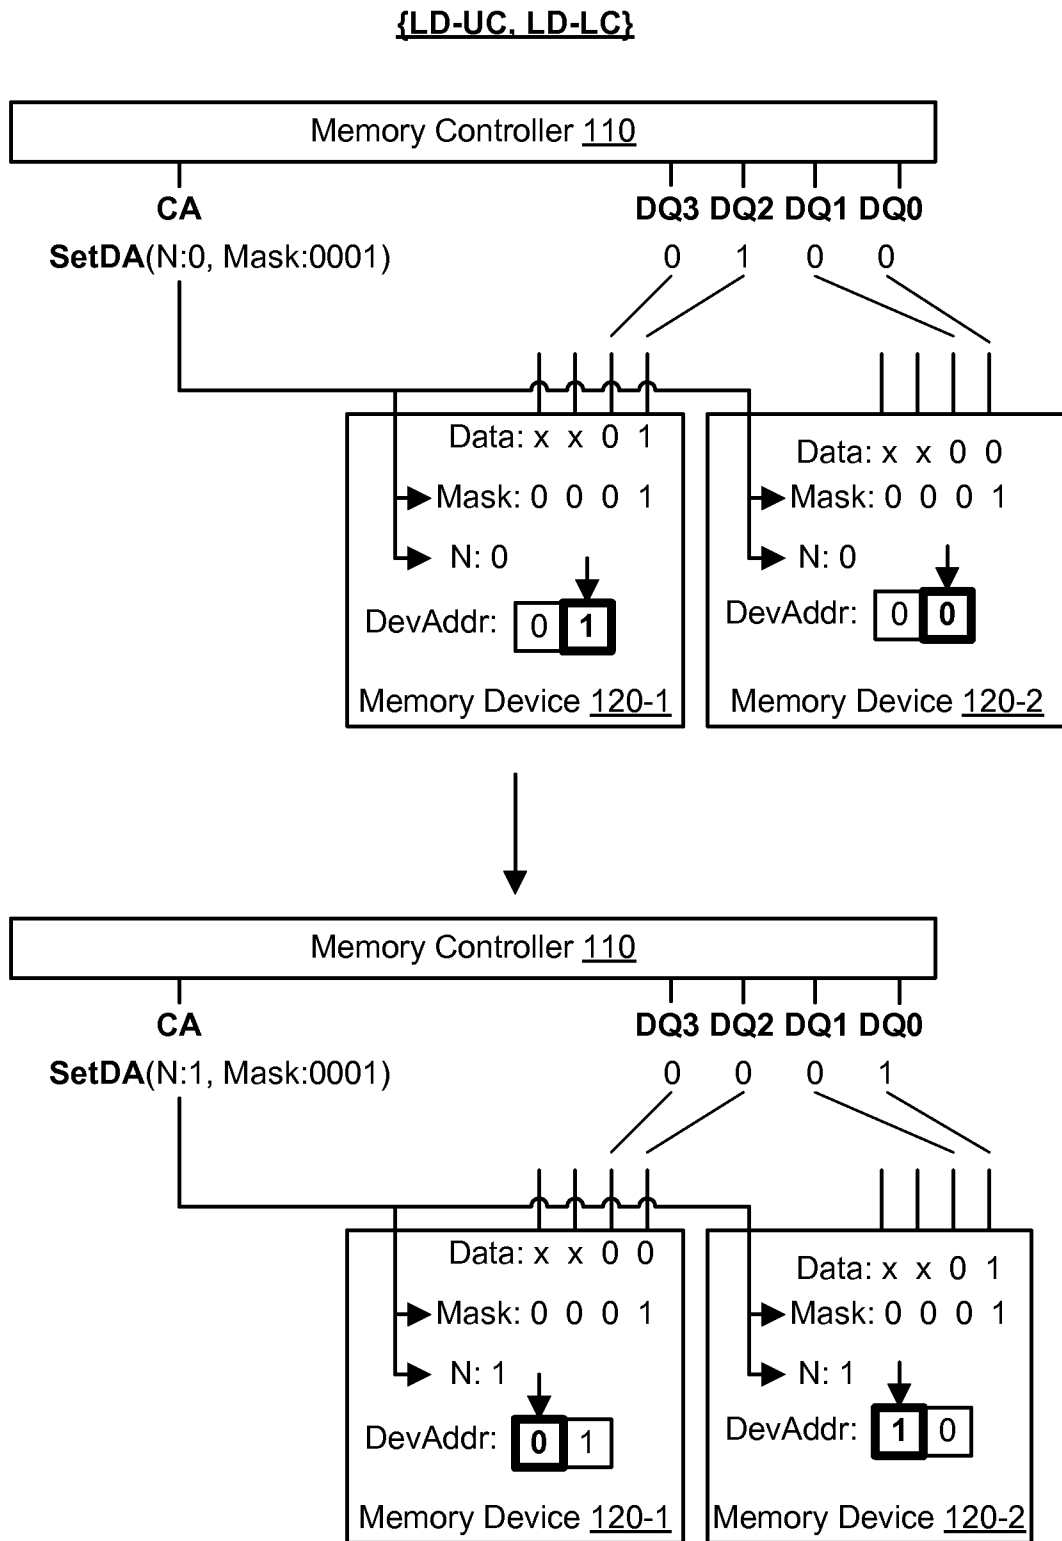 {LD-UC, LD-LC}
Memory Controller 110
CA DQ3 DQ2 DQ1 DQ0
SetDA(N:0, Mask:0001) 0 1 0 0
Data: x x 0 1 Data: x x 0 0
Mask: 0 0 0 1 Mask: 0 0 0 1
N: 0 N: 0
DevAddr: 0 1 DevAddr: 0 0
Memory Device 120-1 Memory Device 120-2
Memory Controller 110
CA DQ3 DQ2 DQ1 DQ0
SetDA(N:1, Mask:0001) 0 0 0 1
Data: x x 0 0 Data: x x 0 1
Mask: 0 0 0 1 Mask: 0 0 0 1
N: 1 N: 1
DevAddr: 0 1 DevAddr: 1 0
Memory Device 120-1 Memory Device 120-2